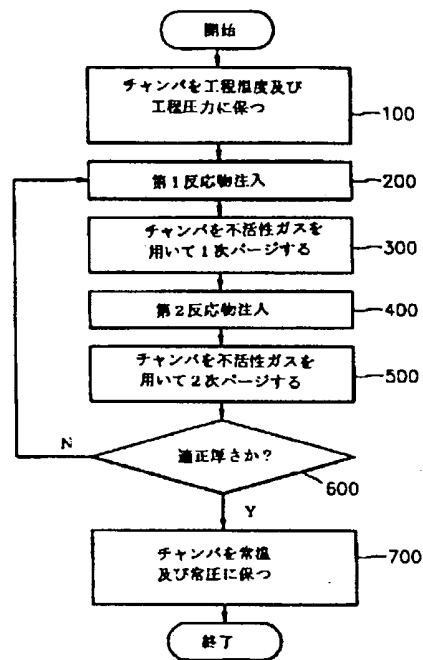 開始
チャンバを工程温度及び
工程圧力に保つ
100
第1反応物注入
200
チャンバを不活性ガスを
用いて1次パージする
300
第2反応物注入
400
チャンバを不活性ガスを
用いて2次パージする
500
適正厚さか?
N
600
Y
チャンバを常温
及び常圧に保つ
700
終了